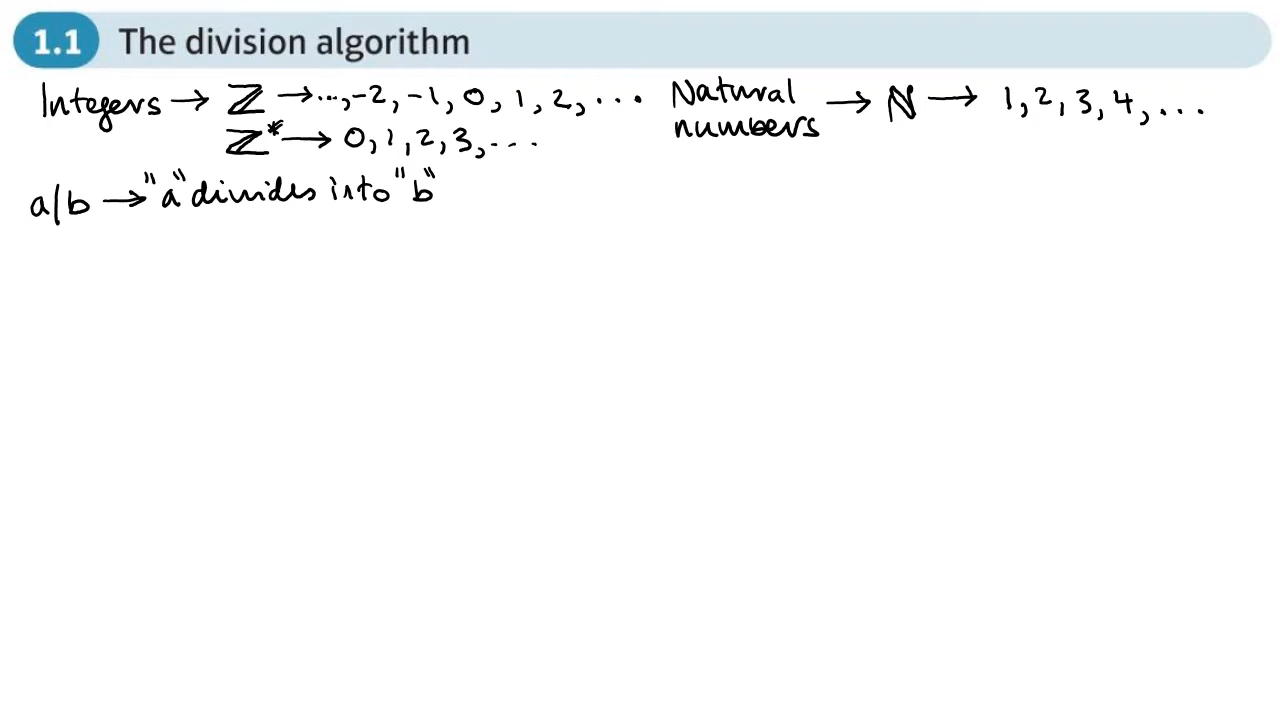 1.1 The division algorithm
Integers → ℤ → ..., -2, -1, 0, 1, 2, ... Natural numbers → ℕ → 1, 2, 3, 4, ...
ℤ* → 0, 1, 2, 3, ...
a|b → "a" divides into "b"